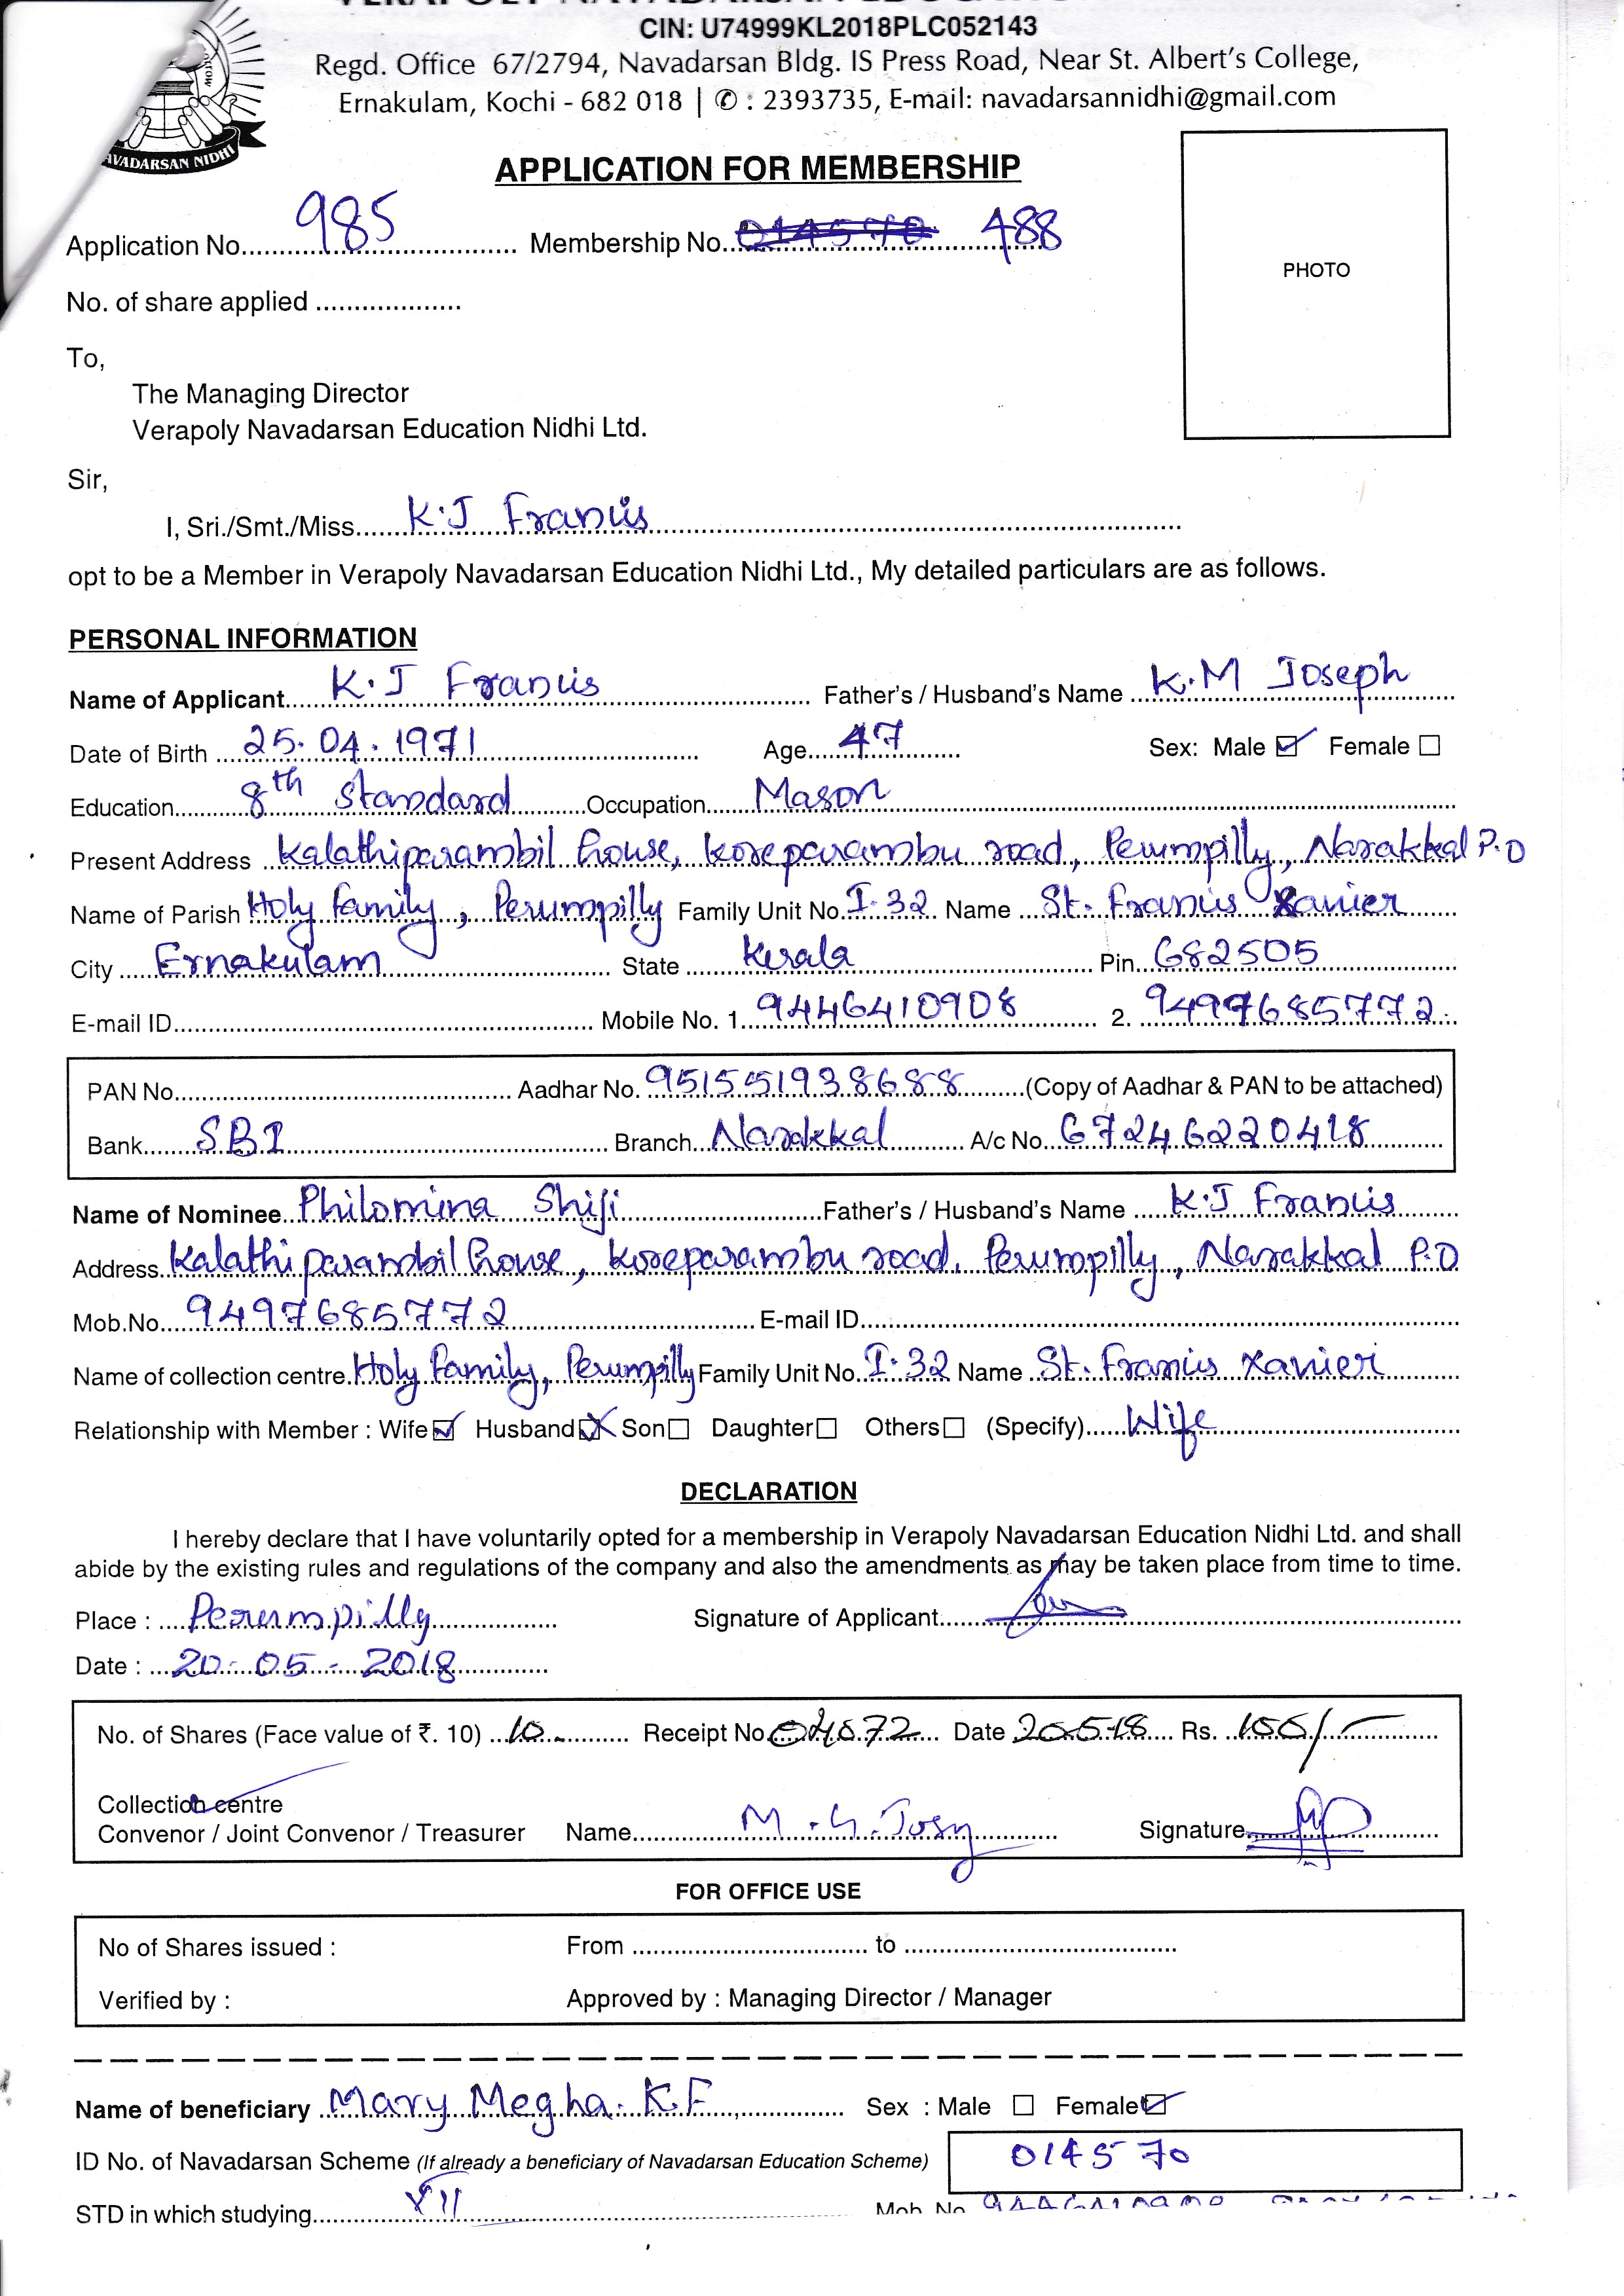 CIN: U74999KL2018PLC052143
Regd. Office 67/2794, Navadarsan Bldg. IS Press Road, Near St. Albert's College,
Ernakulam, Kochi - 682 018 | ✆ : 2393735, E-mail: navadarsannidhi@gmail.com
NAVADARSAN NIDHI
APPLICATION FOR MEMBERSHIP
Application No. 985 Membership No. 014570 488
No. of share applied
PHOTO
To,
The Managing Director
Verapoly Navadarsan Education Nidhi Ltd.
Sir,
I, Sri./Smt./Miss. K.J Francis
opt to be a Member in Verapoly Navadarsan Education Nidhi Ltd., My detailed particulars are as follows.
PERSONAL INFORMATION
Name of Applicant. K.J Francis Father's / Husband's Name K.M Joseph
Date of Birth 25.04.1971 Age 47 Sex: Male ☑ Female ☐
Education 8th Standard Occupation Mason
Present Address Kalathiparambil house, koreparambu road, Perumpilly, Narakkal P.O
Name of Parish Holy family, Perumpilly Family Unit No. I-32 Name St. Francis Xavier
City Ernakulam State Kerala Pin 682505
E-mail ID Mobile No. 1. 9446410908 2. 9497685772
PAN No. Aadhar No. 951551938688 (Copy of Aadhar & PAN to be attached)
Bank SBI Branch Narakkal A/c No. 67246220418
Name of Nominee Philomina Shiji Father's / Husband's Name K.J Francis
Address Kalathiparambil house, koreparambu road, Perumpilly, Narakkal P.O
Mob.No. 9497685772 E-mail ID
Name of collection centre Holy family, Perumpilly Family Unit No. I-32 Name St. Francis Xavier
Relationship with Member : Wife ☑ Husband ☒ Son ☐ Daughter ☐ Others ☐ (Specify) Wife
DECLARATION
I hereby declare that I have voluntarily opted for a membership in Verapoly Navadarsan Education Nidhi Ltd. and shall
abide by the existing rules and regulations of the company and also the amendments as may be taken place from time to time.
Place : Perumpilly Signature of Applicant
Date : 20-05-2018
No. of Shares (Face value of ₹. 10) 10 Receipt No. 04072 Date 20.5.18 Rs. 100/-
Collection centre
Convenor / Joint Convenor / Treasurer Name M.G. Josy Signature
FOR OFFICE USE
No of Shares issued : From to
Verified by : Approved by : Managing Director / Manager
Name of beneficiary Mary Megha. K.F Sex : Male ☐ Female ☑
ID No. of Navadarsan Scheme (If already a beneficiary of Navadarsan Education Scheme) 014570
STD in which studying VII Mob No